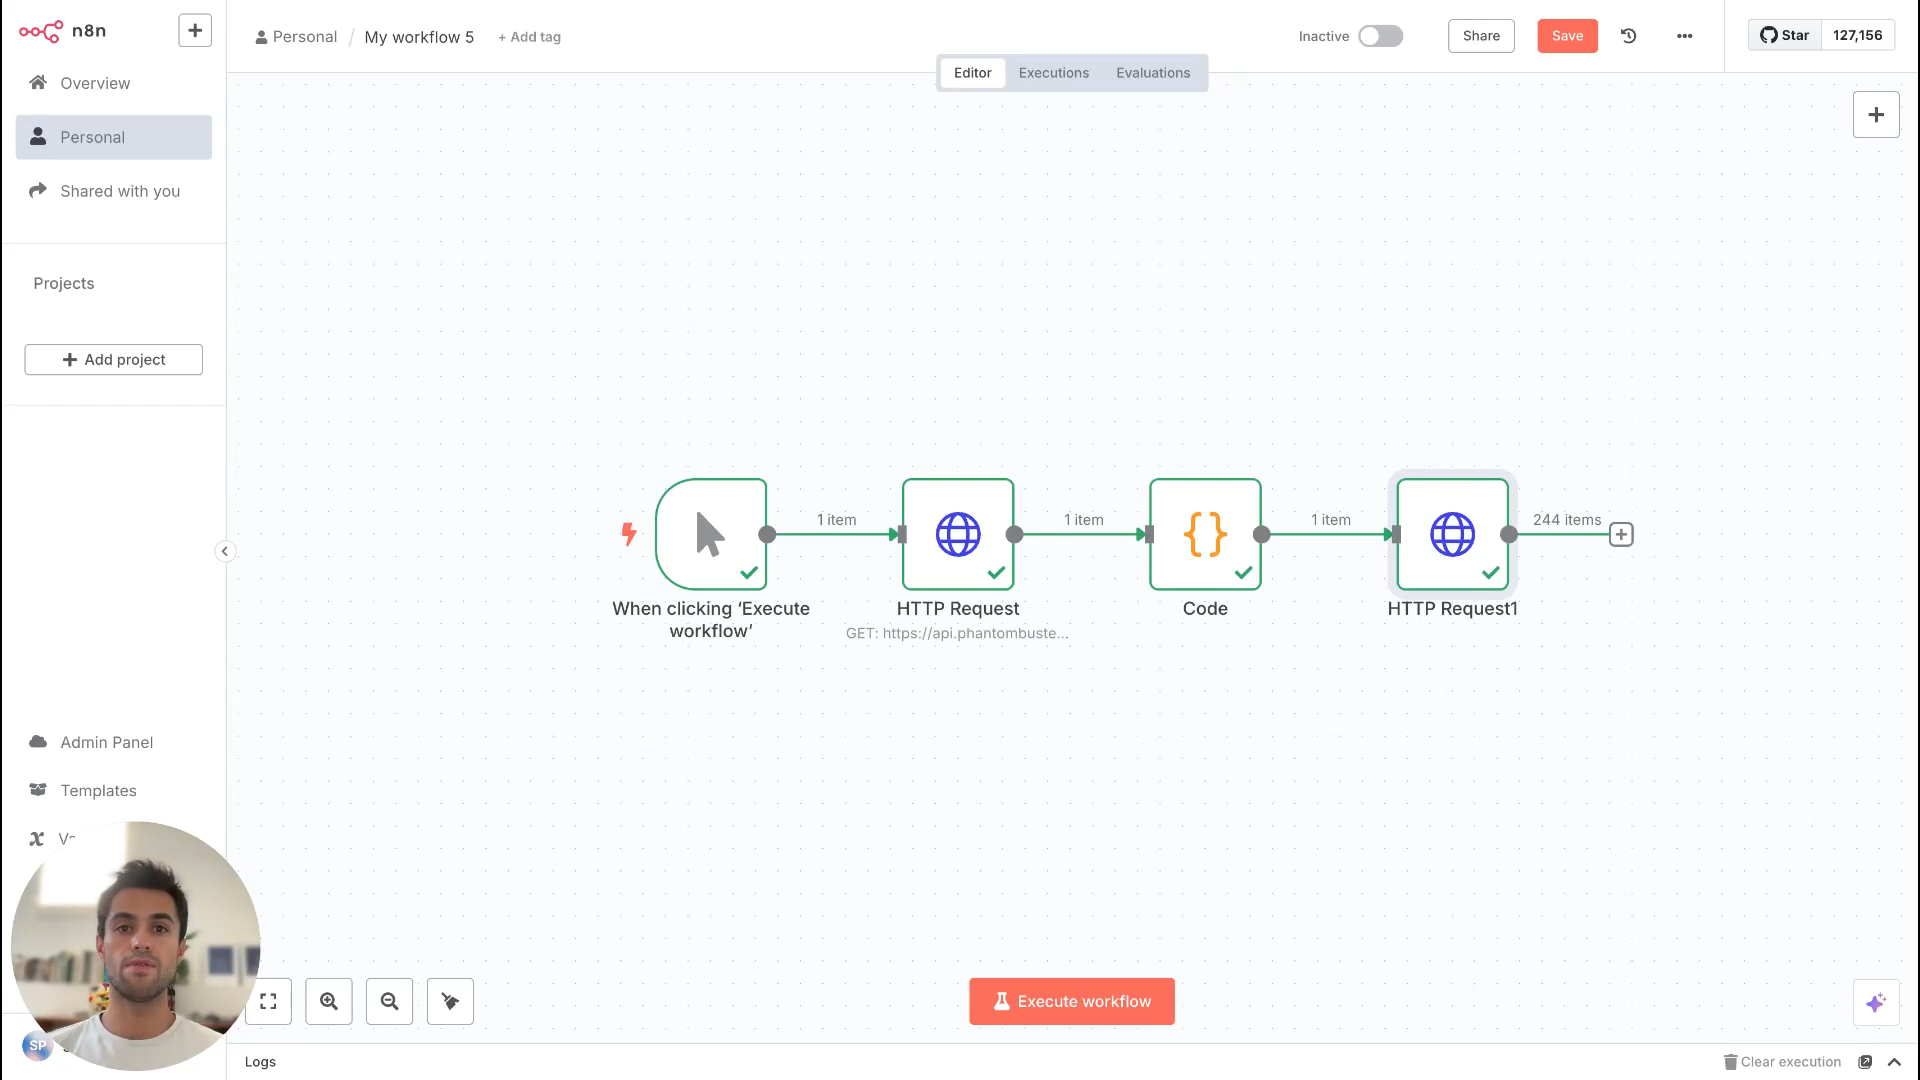 n8n
Personal / My workflow 5 + Add tag
Inactive
Share
Save
Star 127,156
Editor Executions Evaluations
Overview
Personal
Shared with you
Projects
Add project
1 item
1 item
1 item
244 items
When clicking ‘Execute
workflow’
HTTP Request
GET: https://api.phantombuste...
Code
HTTP Request1
Admin Panel
Templates
Execute workflow
SP
Logs
Clear execution